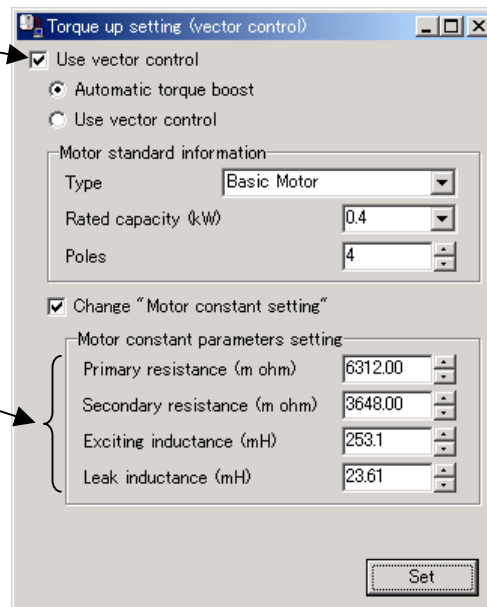 Torque up setting (vector control)
Use vector control
Automatic torque boost
Use vector control
Motor standard information
Type Basic Motor
Rated capacity (kW) 0.4
Poles 4
Change "Motor constant setting"
Motor constant parameters setting
Primary resistance (m ohm) 6312.00
Secondary resistance (m ohm) 3648.00
Exciting inductance (mH) 253.1
Leak inductance (mH) 23.61
Set